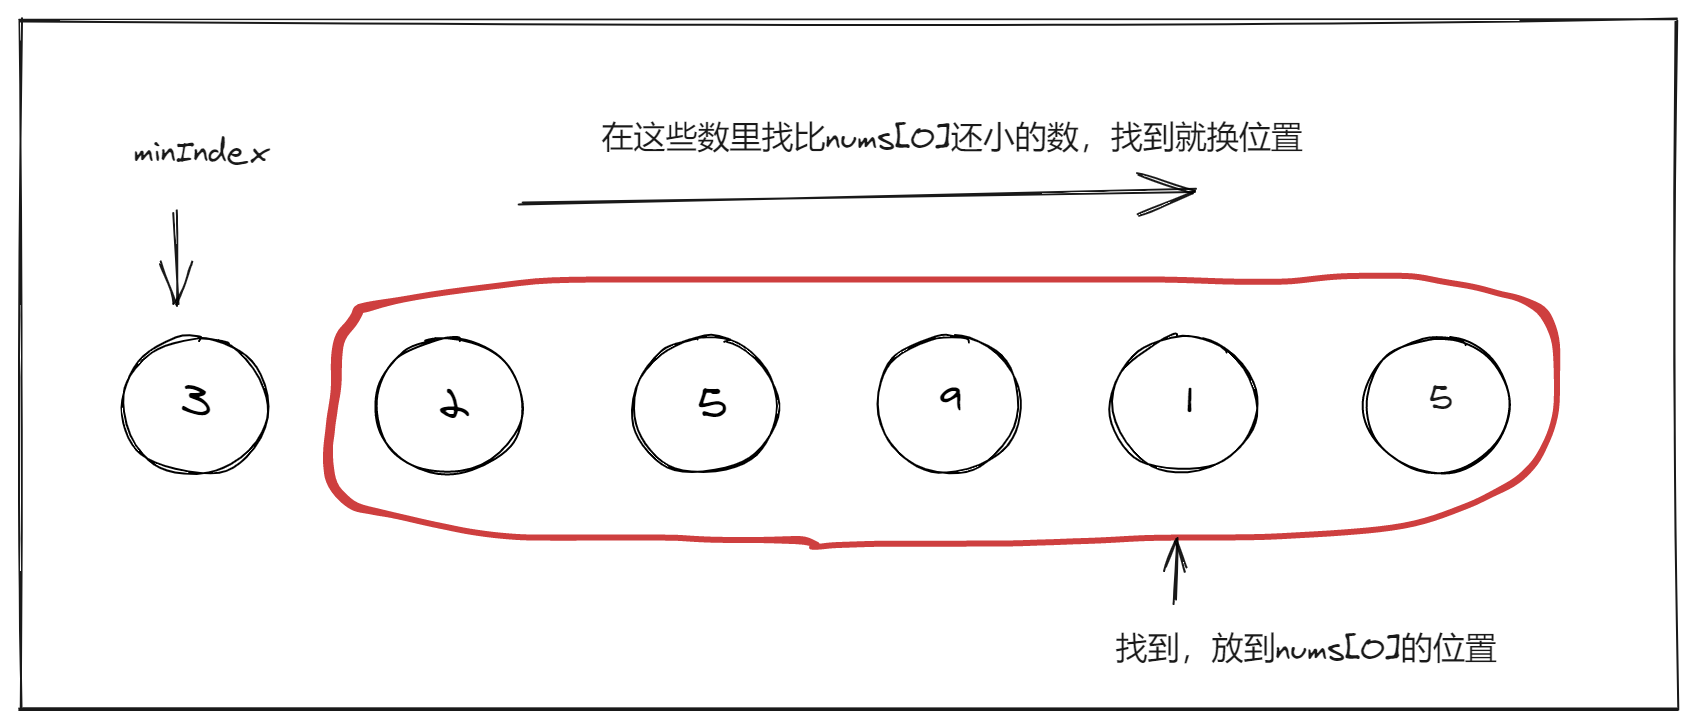 在这些数里找比nums[0]还小的数，找到就换位置
minIndex
3 2 5 9 1 5
找到，放到nums[0]的位置